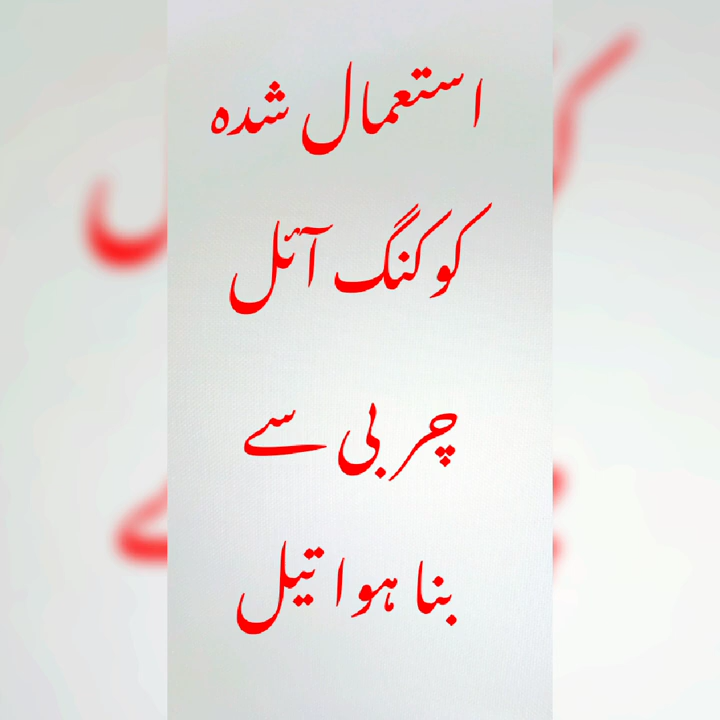 استعمال شدہ
کوکنگ آئل
چربی سے
بنا ہوا تیل